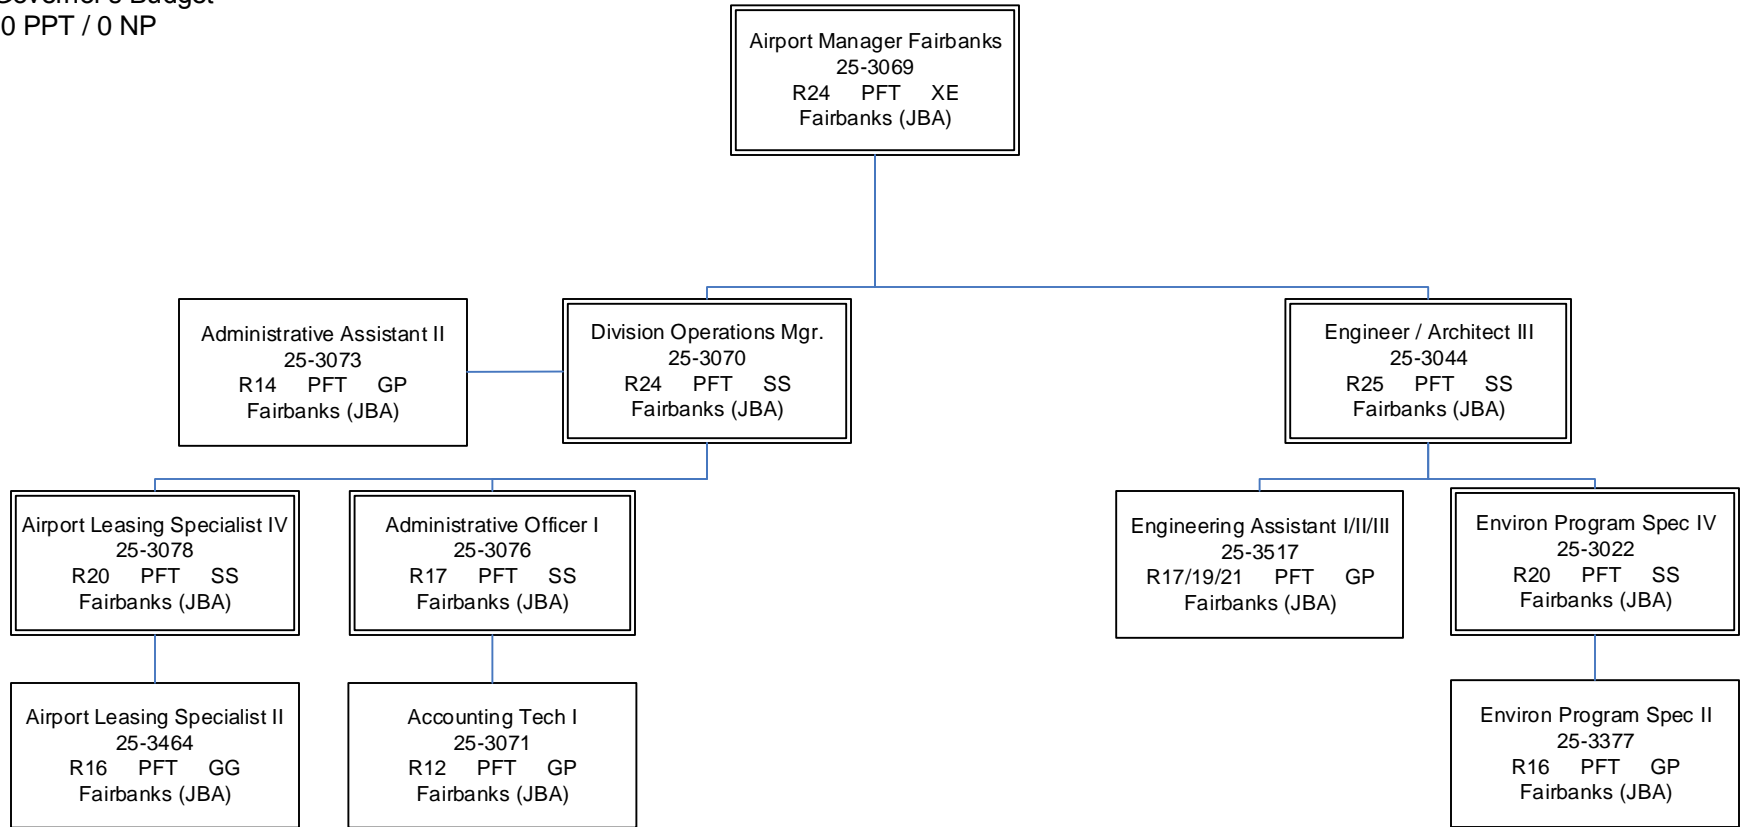 Governor's Budget
0 PPT / 0 NP
Airport Manager Fairbanks
25-3069
R24 PFT XE
Fairbanks (JBA)
Administrative Assistant II
25-3073
R14 PFT GP
Fairbanks (JBA)
Division Operations Mgr.
25-3070
R24 PFT SS
Fairbanks (JBA)
Engineer / Architect III
25-3044
R25 PFT SS
Fairbanks (JBA)
Airport Leasing Specialist IV
25-3078
R20 PFT SS
Fairbanks (JBA)
Administrative Officer I
25-3076
R17 PFT SS
Fairbanks (JBA)
Engineering Assistant I/II/III
25-3517
R17/19/21 PFT GP
Fairbanks (JBA)
Environ Program Spec IV
25-3022
R20 PFT SS
Fairbanks (JBA)
Airport Leasing Specialist II
25-3464
R16 PFT GG
Fairbanks (JBA)
Accounting Tech I
25-3071
R12 PFT GP
Fairbanks (JBA)
Environ Program Spec II
25-3377
R16 PFT GP
Fairbanks (JBA)